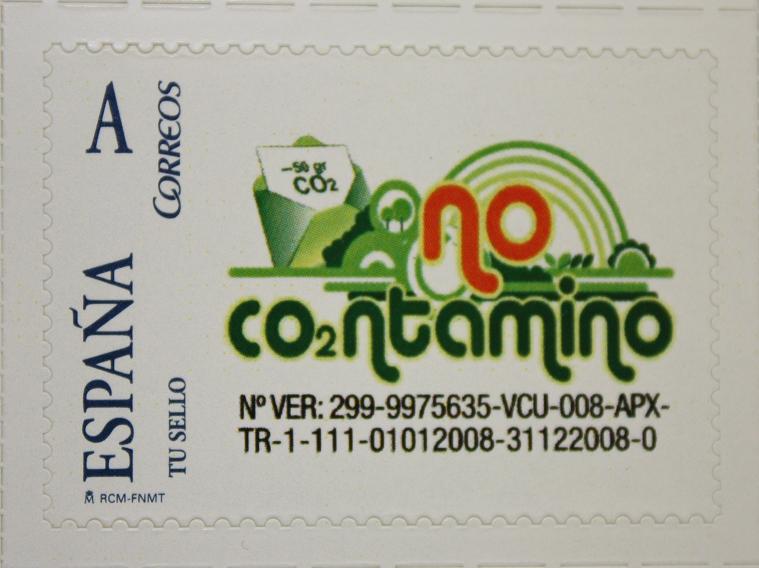 A
CORREOS
ESPAÑA
TU SELLO
RCM-FNMT
-50 gr
CO2
no
co2ntamino
Nº VER: 299-9975635-VCU-008-APX-
TR-1-111-01012008-31122008-0